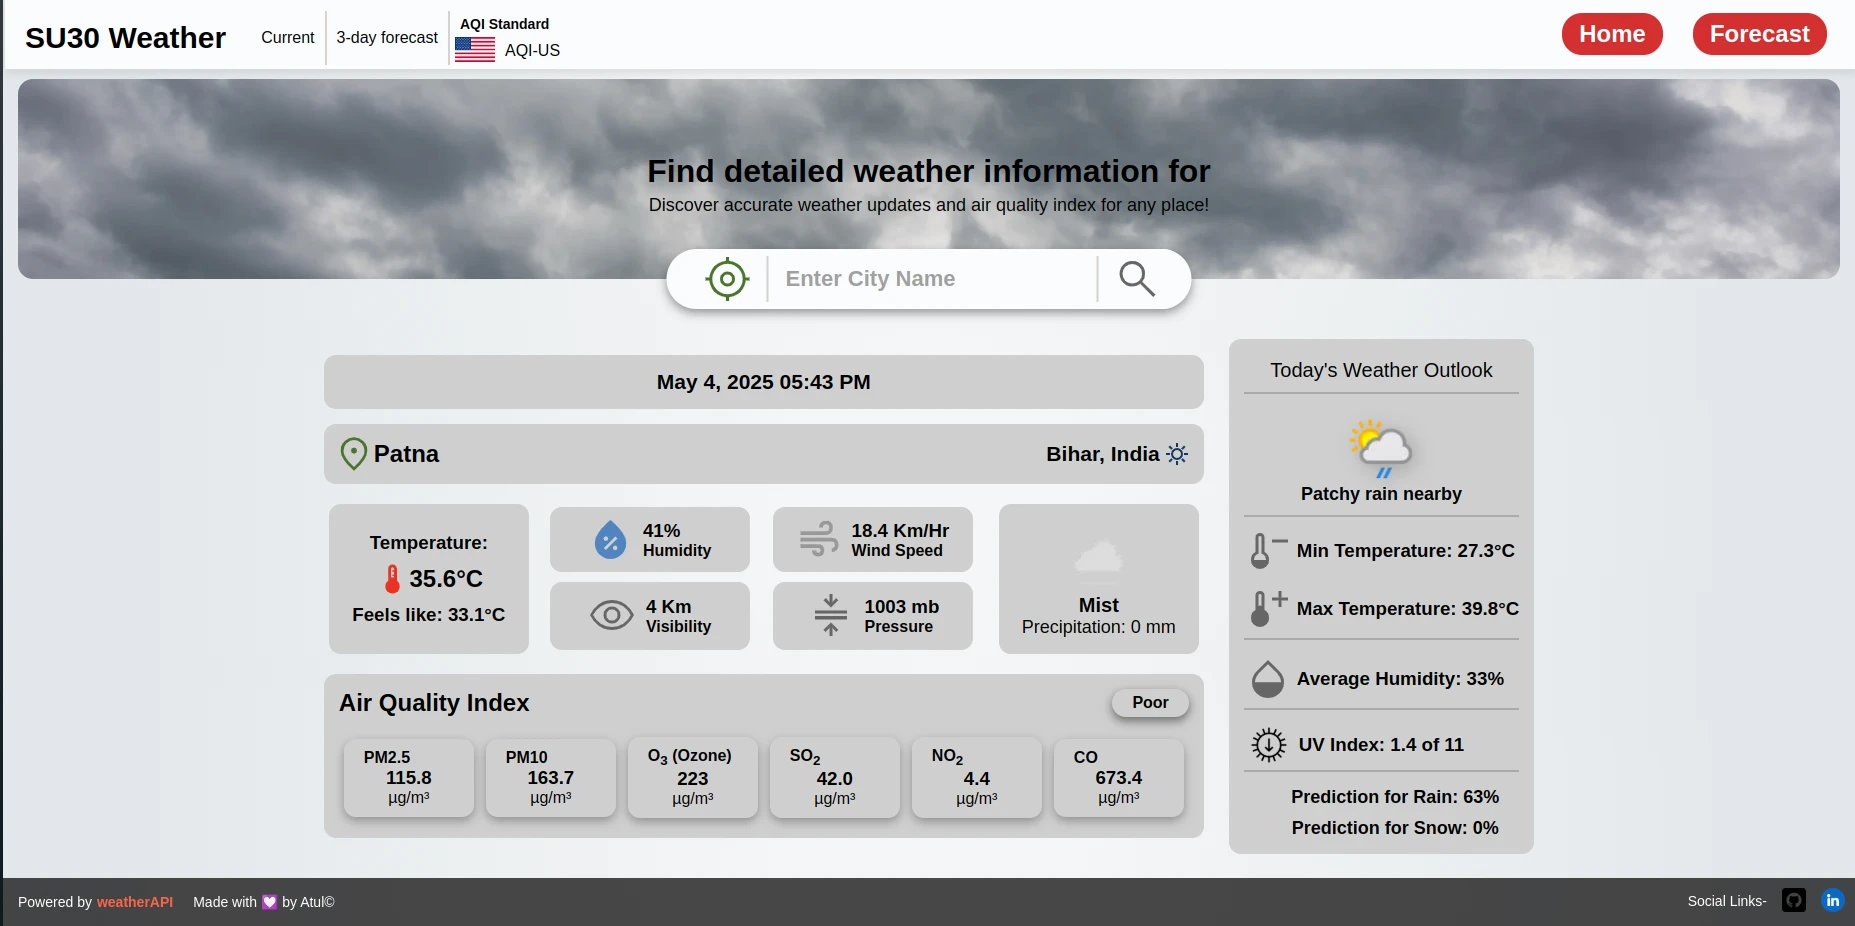 SU30 Weather
Current
3-day forecast
AQI Standard
AQI-US
Home
Forecast
Find detailed weather information for
Discover accurate weather updates and air quality index for any place!
Enter City Name
May 4, 2025 05:43 PM
Patna
Bihar, India
Temperature:
35.6°C
Feels like: 33.1°C
41%
Humidity
18.4 Km/Hr
Wind Speed
4 Km
Visibility
1003 mb
Pressure
Mist
Precipitation: 0 mm
Air Quality Index
Poor
PM2.5
115.8
µg/m³
PM10
163.7
µg/m³
O3 (Ozone)
223
µg/m³
SO2
42.0
µg/m³
NO2
4.4
µg/m³
CO
673.4
µg/m³
Today's Weather Outlook
Patchy rain nearby
Min Temperature: 27.3°C
Max Temperature: 39.8°C
Average Humidity: 33%
UV Index: 1.4 of 11
Prediction for Rain: 63%
Prediction for Snow: 0%
Powered by weatherAPI
Made with 💟 by Atul©
Social Links-
in